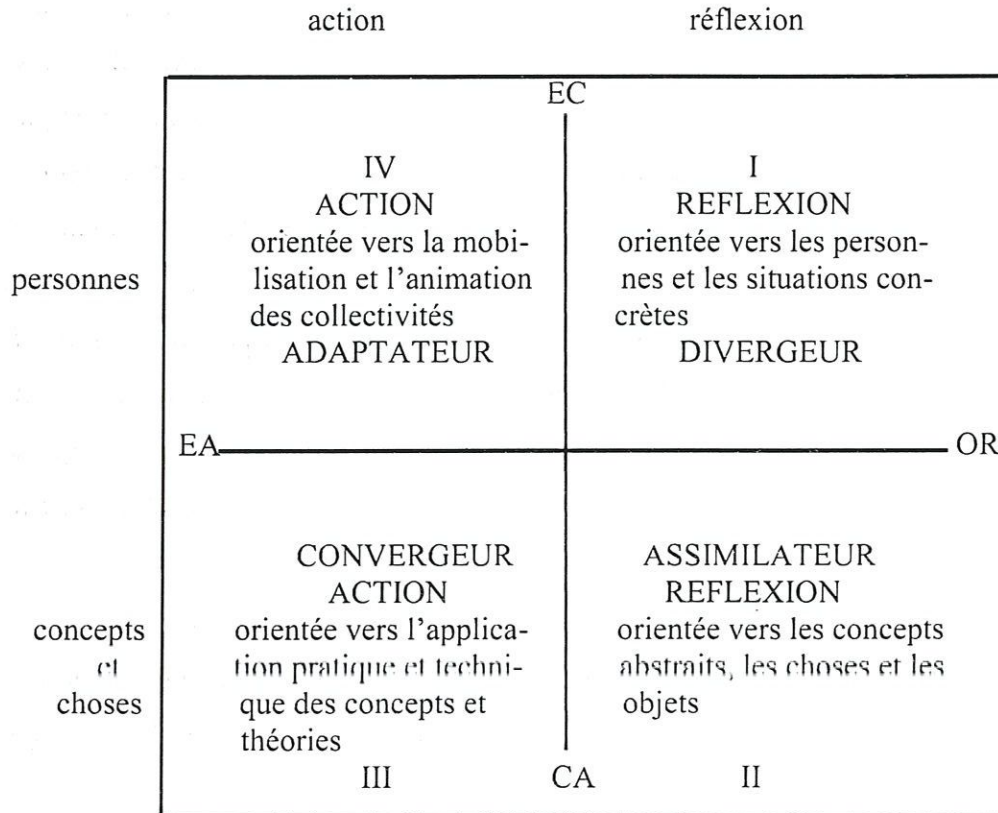 action réflexion
EC
IV
ACTION
orientée vers la mobi-
lisation et l'animation
des collectivités
ADAPTATEUR
I
REFLEXION
orientée vers les person-
nes et les situations con-
crètes
DIVERGEUR
personnes
EA OR
CONVERGEUR
ACTION
orientée vers l'applica-
tion pratique et techni-
que des concepts et
théories
III
ASSIMILATEUR
REFLEXION
orientée vers les concepts
abstraits, les choses et les
objets
II
concepts
et
choses
CA